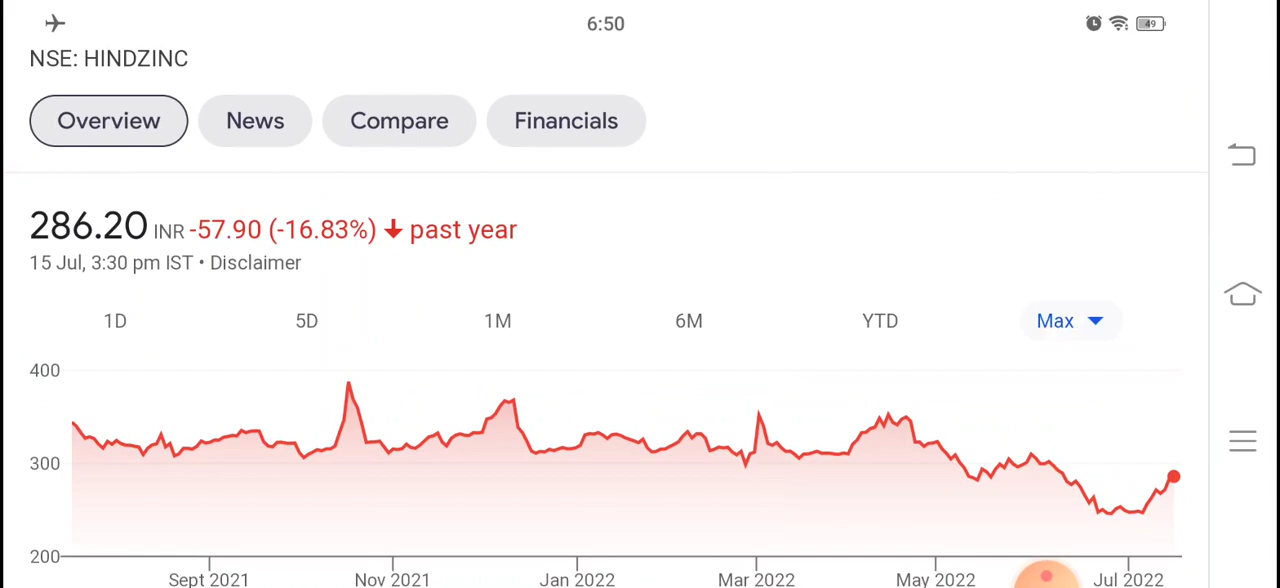 6:50
49
NSE: HINDZINC
Overview News Compare Financials
286.20 INR -57.90 (-16.83%) ↓ past year
15 Jul, 3:30 pm IST • Disclaimer
1D 5D 1M 6M YTD Max
400
300
200
Sept 2021 Nov 2021 Jan 2022 Mar 2022 May 2022 Jul 2022